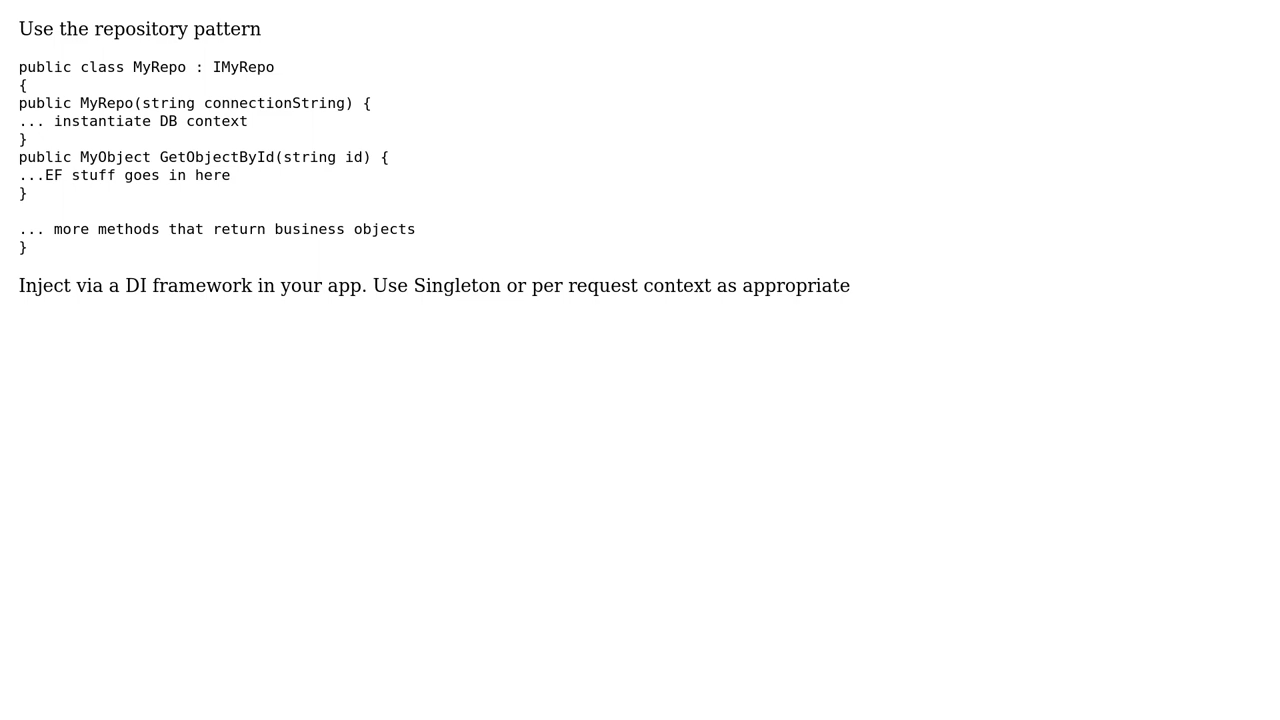 Use the repository pattern
public class MyRepo : IMyRepo
{
public MyRepo(string connectionString) {
... instantiate DB context
}
public MyObject GetObjectById(string id) {
...EF stuff goes in here
}
... more methods that return business objects
}
Inject via a DI framework in your app. Use Singleton or per request context as appropriate